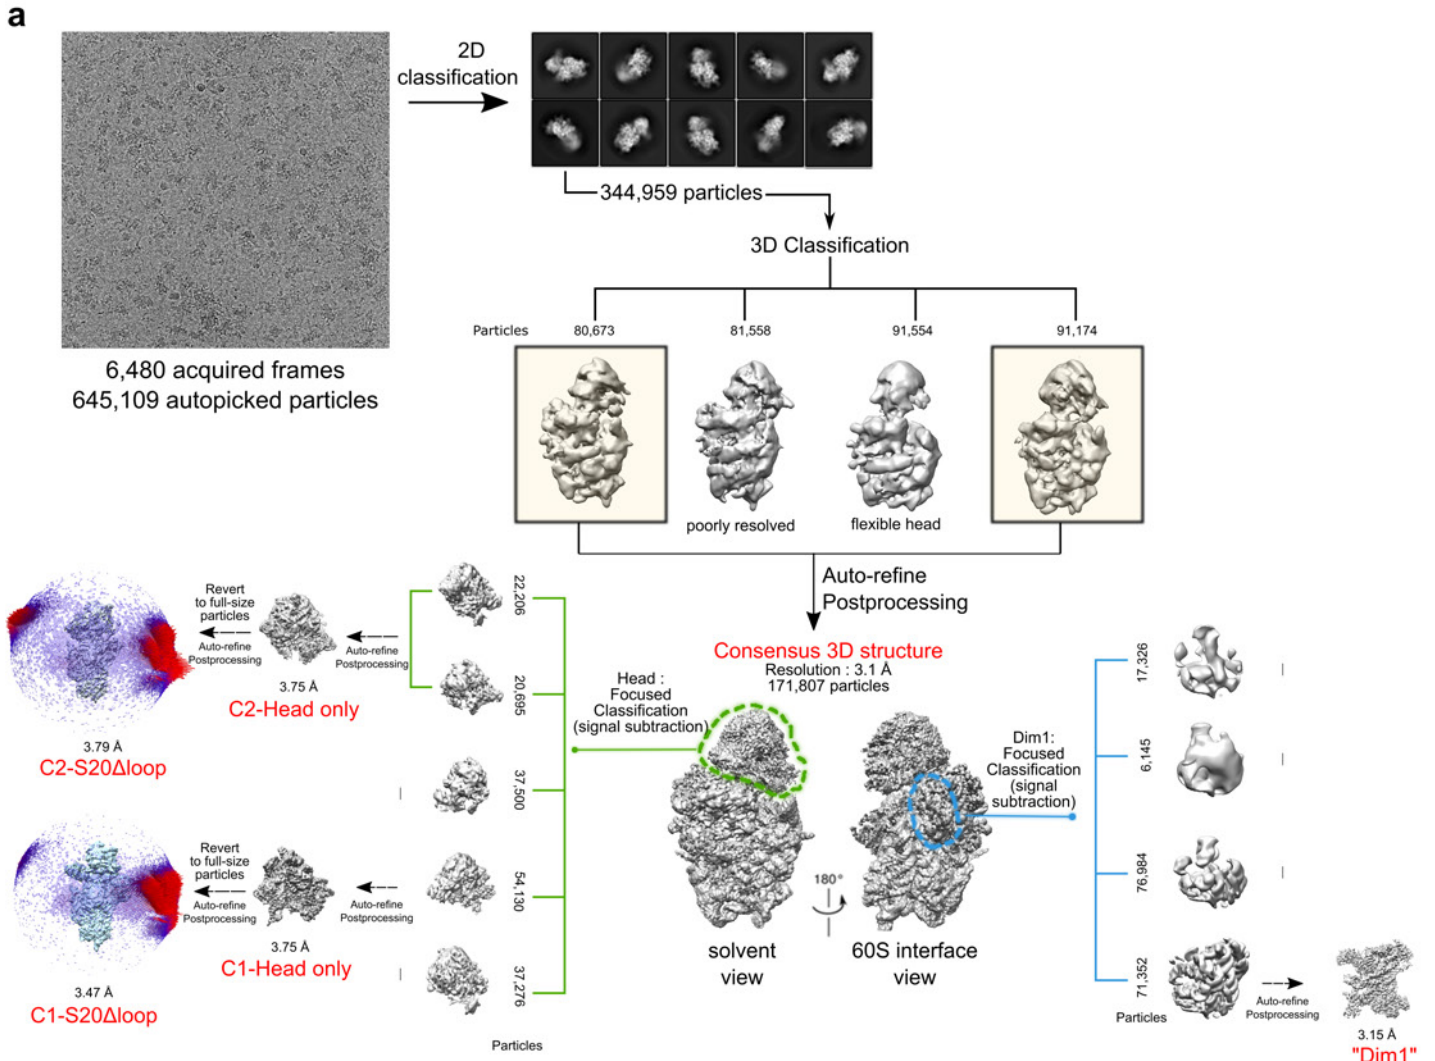 a
2D
classification
344,959 particles
3D Classification
6,480 acquired frames
645,109 autopicked particles
Particles
80,673
81,558
91,554
91,174
poorly resolved
flexible head
Auto-refine
Postprocessing
Consensus 3D structure
Resolution : 3.1 Å
171,807 particles
Head :
Focused
Classification
(signal subtraction)
Dim1:
Focused
Classification
(signal
subtraction)
180°
solvent
view
60S interface
view
22,206
20,695
37,500
54,130
37,276
Particles
Auto-refine
Postprocessing
3.75 Å
C2-Head only
Revert
to full-size
particles
Auto-refine
Postprocessing
3.79 Å
C2-S20Δloop
Auto-refine
Postprocessing
3.75 Å
C1-Head only
Revert
to full-size
particles
Auto-refine
Postprocessing
3.47 Å
C1-S20Δloop
17,326
6,145
76,984
71,352
Particles
Auto-refine
Postprocessing
3.15 Å
"Dim1"